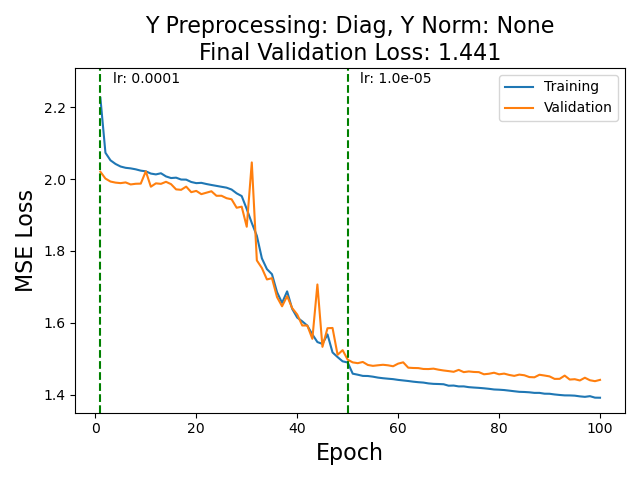 Y Preprocessing: Diag, Y Norm: None
Final Validation Loss: 1.441
lr: 0.0001
lr: 1.0e-05
Training
Validation
MSE Loss
2.2
2.0
1.8
1.6
1.4
0
20
40
60
80
100
Epoch